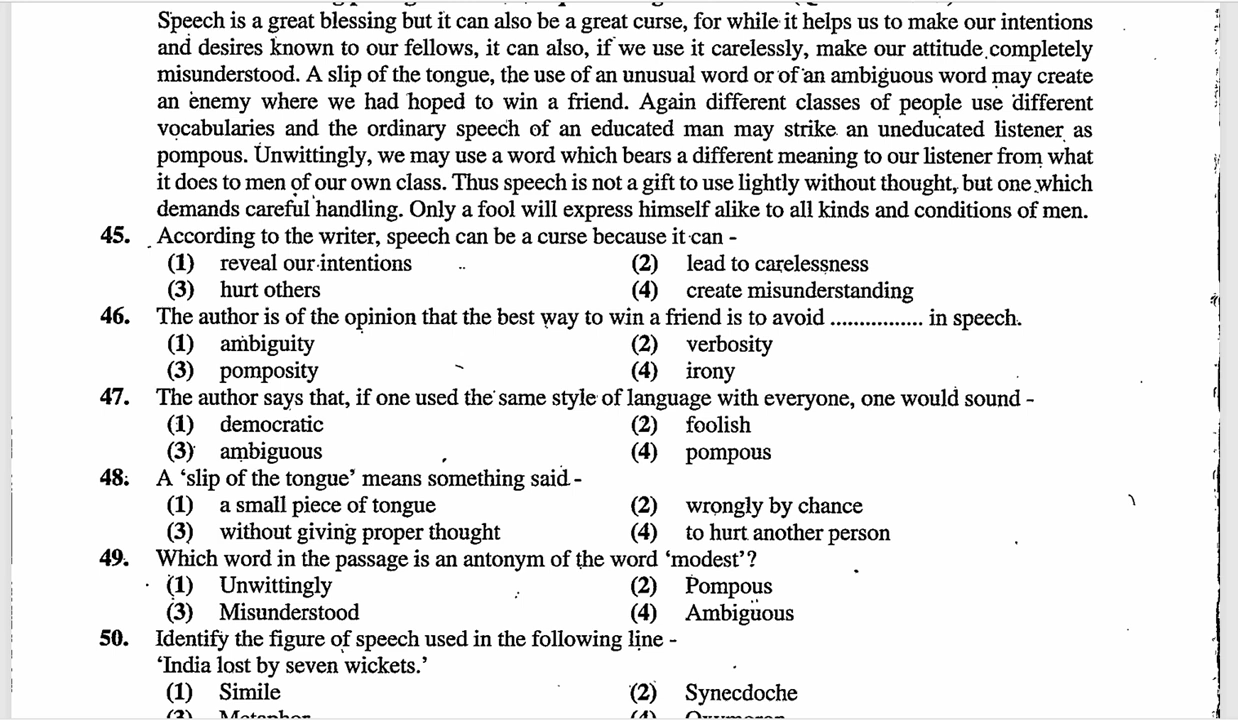 Speech is a great blessing but it can also be a great curse, for while it helps us to make our intentions
and desires known to our fellows, it can also, if we use it carelessly, make our attitude completely
misunderstood. A slip of the tongue, the use of an unusual word or of an ambiguous word may create
an enemy where we had hoped to win a friend. Again different classes of people use different
vocabularies and the ordinary speech of an educated man may strike an uneducated listener as
pompous. Unwittingly, we may use a word which bears a different meaning to our listener from what
it does to men of our own class. Thus speech is not a gift to use lightly without thought, but one which
demands careful handling. Only a fool will express himself alike to all kinds and conditions of men.
45. According to the writer, speech can be a curse because it can -
(1) reveal our intentions (2) lead to carelessness
(3) hurt others (4) create misunderstanding
46. The author is of the opinion that the best way to win a friend is to avoid ................ in speech.
(1) ambiguity (2) verbosity
(3) pomposity (4) irony
47. The author says that, if one used the same style of language with everyone, one would sound -
(1) democratic (2) foolish
(3) ambiguous (4) pompous
48. A ‘slip of the tongue’ means something said -
(1) a small piece of tongue (2) wrongly by chance
(3) without giving proper thought (4) to hurt another person
49. Which word in the passage is an antonym of the word ‘modest’?
(1) Unwittingly (2) Pompous
(3) Misunderstood (4) Ambiguous
50. Identify the figure of speech used in the following line -
‘India lost by seven wickets.’
(1) Simile (2) Synecdoche
(3) Metaphor (4) Oxymoron